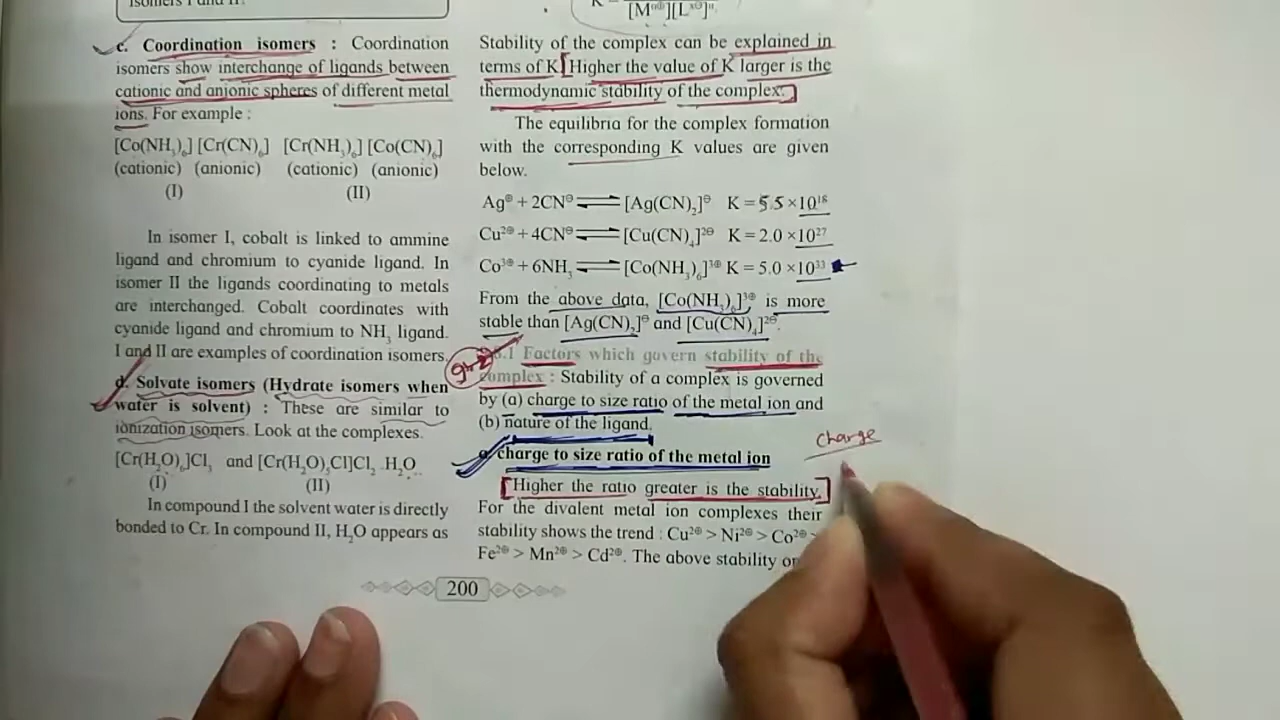 isomers I and II.
c. Coordination isomers : Coordination
isomers show interchange of ligands between
cationic and anionic spheres of different metal
ions. For example :
[Co(NH₃)₆] [Cr(CN)₆] [Cr(NH₃)₆] [Co(CN)₆]
(cationic) (anionic) (cationic) (anionic)
(I) (II)
In isomer I, cobalt is linked to ammine
ligand and chromium to cyanide ligand. In
isomer II the ligands coordinating to metals
are interchanged. Cobalt coordinates with
cyanide ligand and chromium to NH₃ ligand.
I and II are examples of coordination isomers.
d. Solvate isomers (Hydrate isomers when
water is solvent) : These are similar to
ionization isomers. Look at the complexes.
[Cr(H₂O)₆]Cl₃ and [Cr(H₂O)₅Cl]Cl₂ H₂O
(I) (II)
In compound I the solvent water is directly
bonded to Cr. In compound II, H₂O appears as
[M][L]
Stability of the complex can be explained in
terms of K[Higher the value of K larger is the
thermodynamic stability of the complex.]
The equilibria for the complex formation
with the corresponding K values are given
below.
Ag⊕ + 2CN⊖ ⇌ [Ag(CN)₂]⊖ K = 5.5 ×10¹⁸
Cu²⊕ + 4CN⊖ ⇌ [Cu(CN)₄]²⊖ K = 2.0 ×10²⁷
Co³⊕ + 6NH₃ ⇌ [Co(NH₃)₆]³⊕ K = 5.0 ×10³³
From the above data, [Co(NH₃)₆]³⊕ is more
stable than [Ag(CN)₂]⊖ and [Cu(CN)₄]²⊖.
.1 Factors which govern stability of the
complex : Stability of a complex is governed
by (a) charge to size ratio of the metal ion and
(b) nature of the ligand.
charge
charge to size ratio of the metal ion
[Higher the ratio greater is the stability.]
For the divalent metal ion complexes their
stability shows the trend : Cu²⊕ > Ni²⊕ > Co²⊕ >
Fe²⊕ > Mn²⊕ > Cd²⊕. The above stability
200